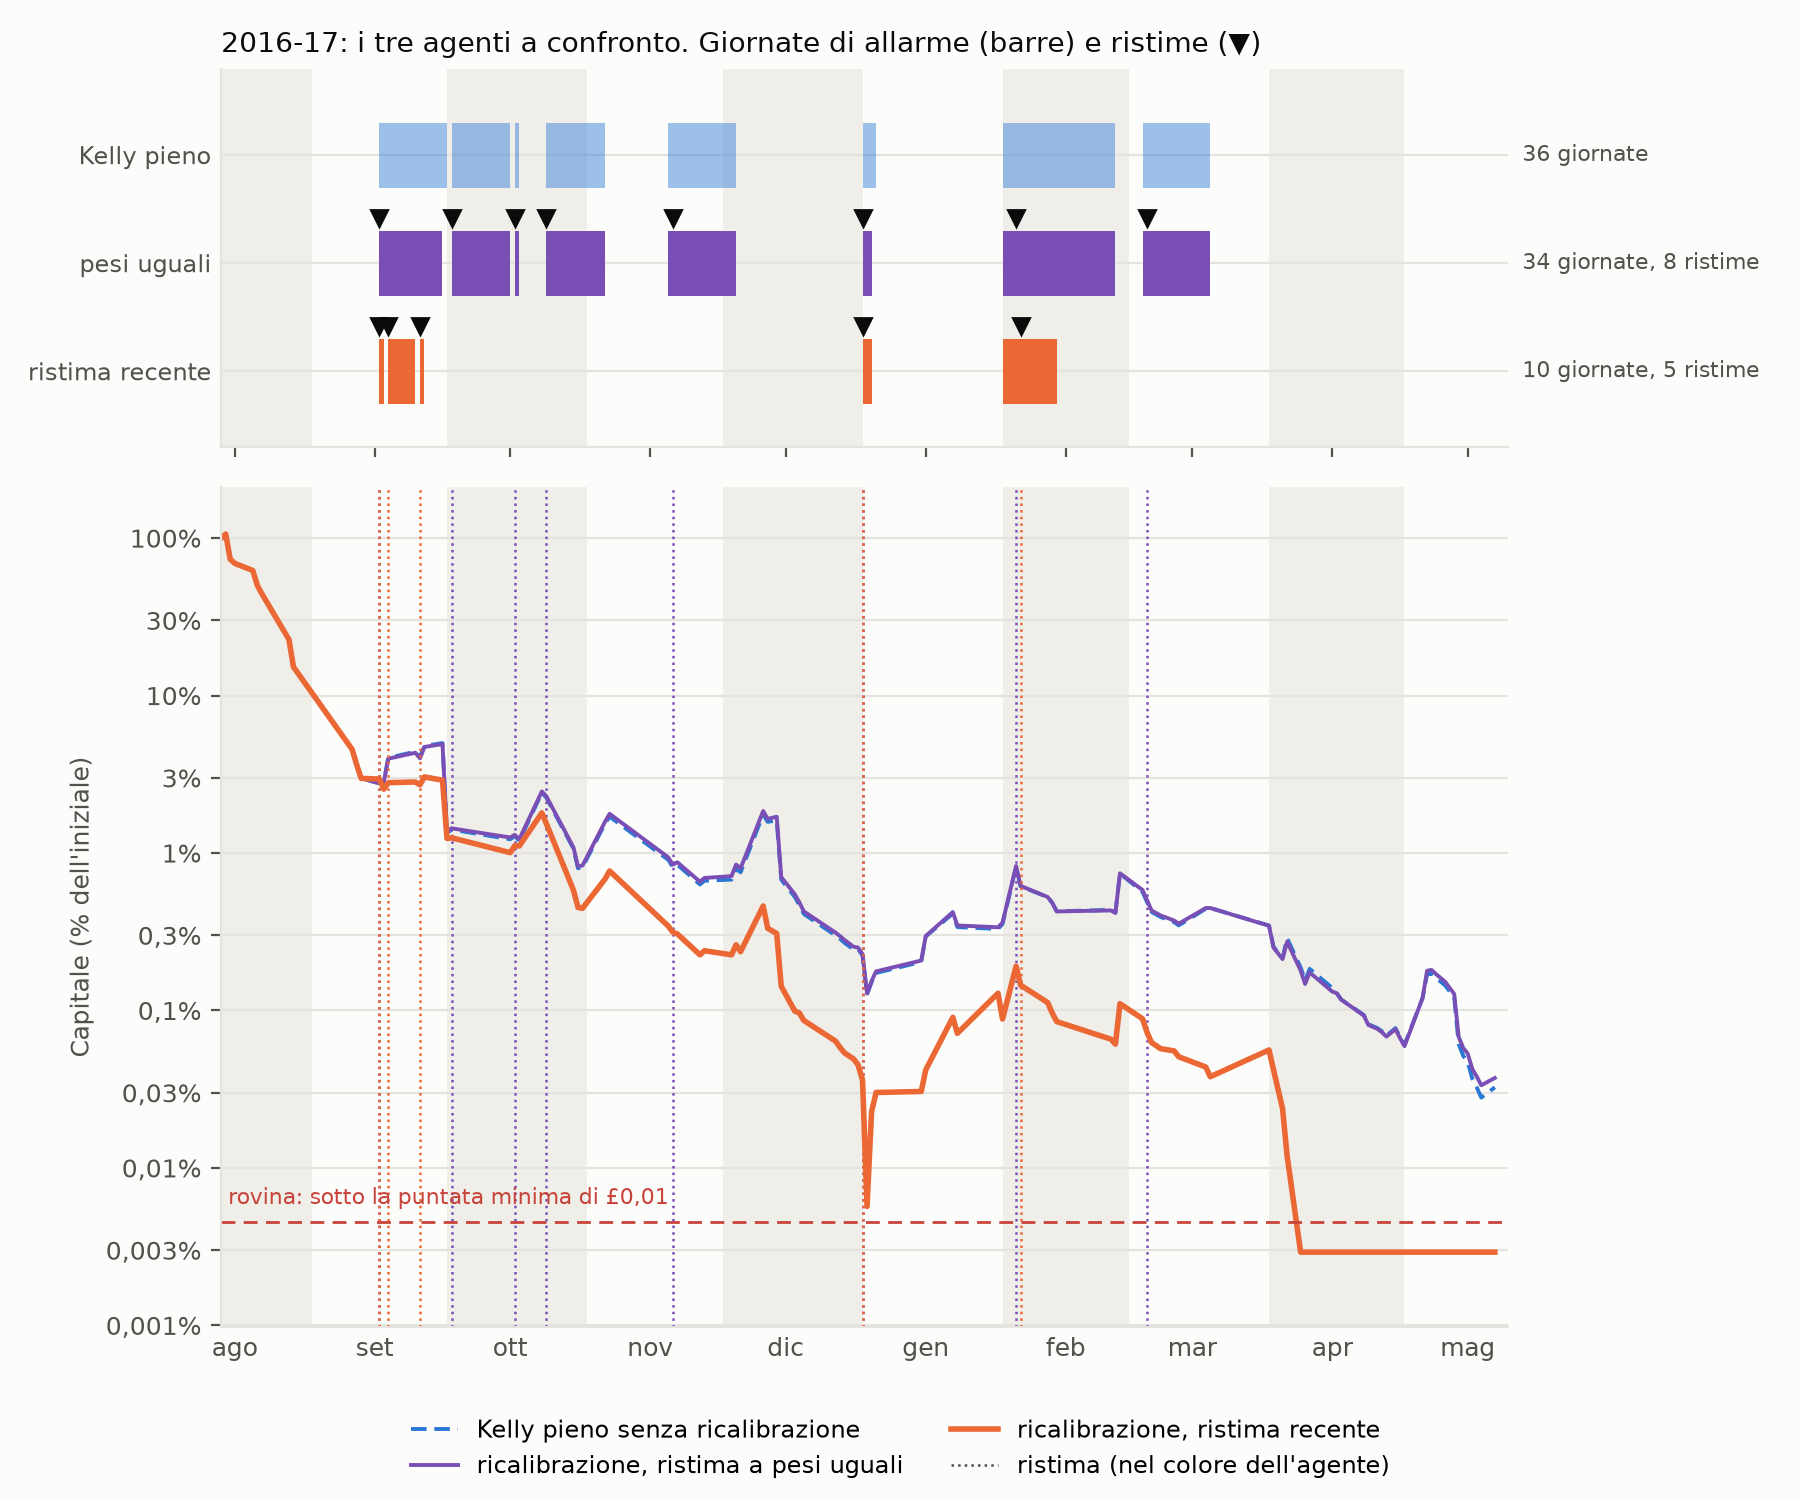 2016-17: i tre agenti a confronto. Giornate di allarme (barre) e ristime (▼)
Kelly pieno
36 giornate
pesi uguali
34 giornate, 8 ristime
ristima recente
10 giornate, 5 ristime
Capitale (% dell'iniziale)
100%
30%
10%
3%
1%
0,3%
0,1%
0,03%
0,01%
rovina: sotto la puntata minima di £0,01
0,003%
0,001%
ago set ott nov dic gen feb mar apr mag
Kelly pieno senza ricalibrazione
ricalibrazione, ristima a pesi uguali
ricalibrazione, ristima recente
ristima (nel colore dell'agente)